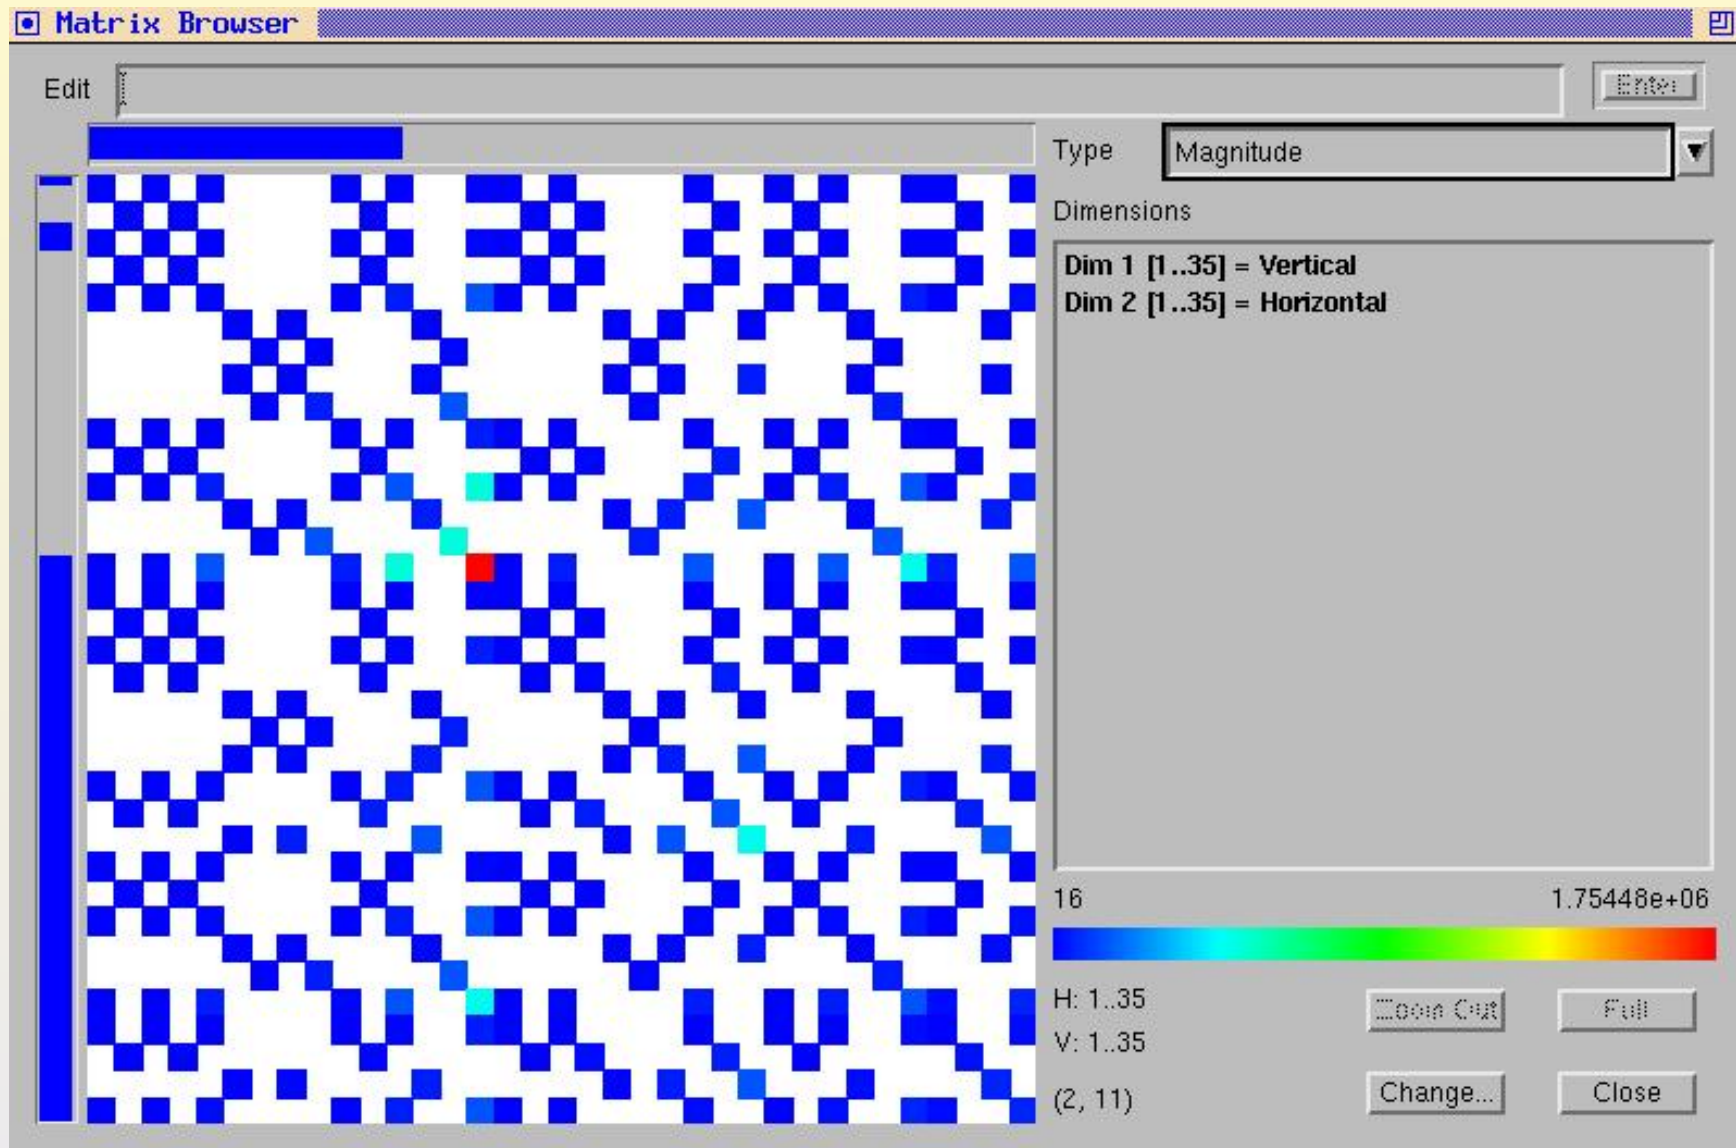 Matrix Browser
Edit
Enter
Type
Magnitude
Dimensions
Dim 1 [1..35] = Vertical
Dim 2 [1..35] = Horizontal
16 1.75448e+06
H: 1..35
Zoom Out Full
V: 1..35
(2, 11)
Change... Close